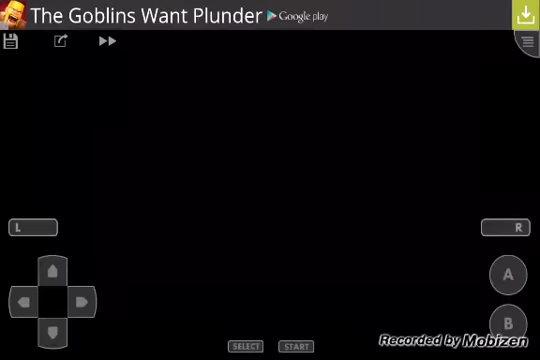 The Goblins Want Plunder Google play
L
R
A
B
SELECT
START
Recorded by Mobizen